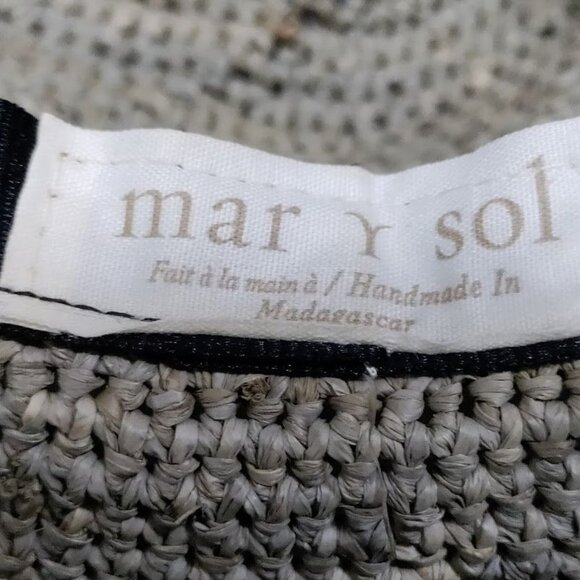 mar Y sol
Fait à la main à / Handmade In
Madagascar